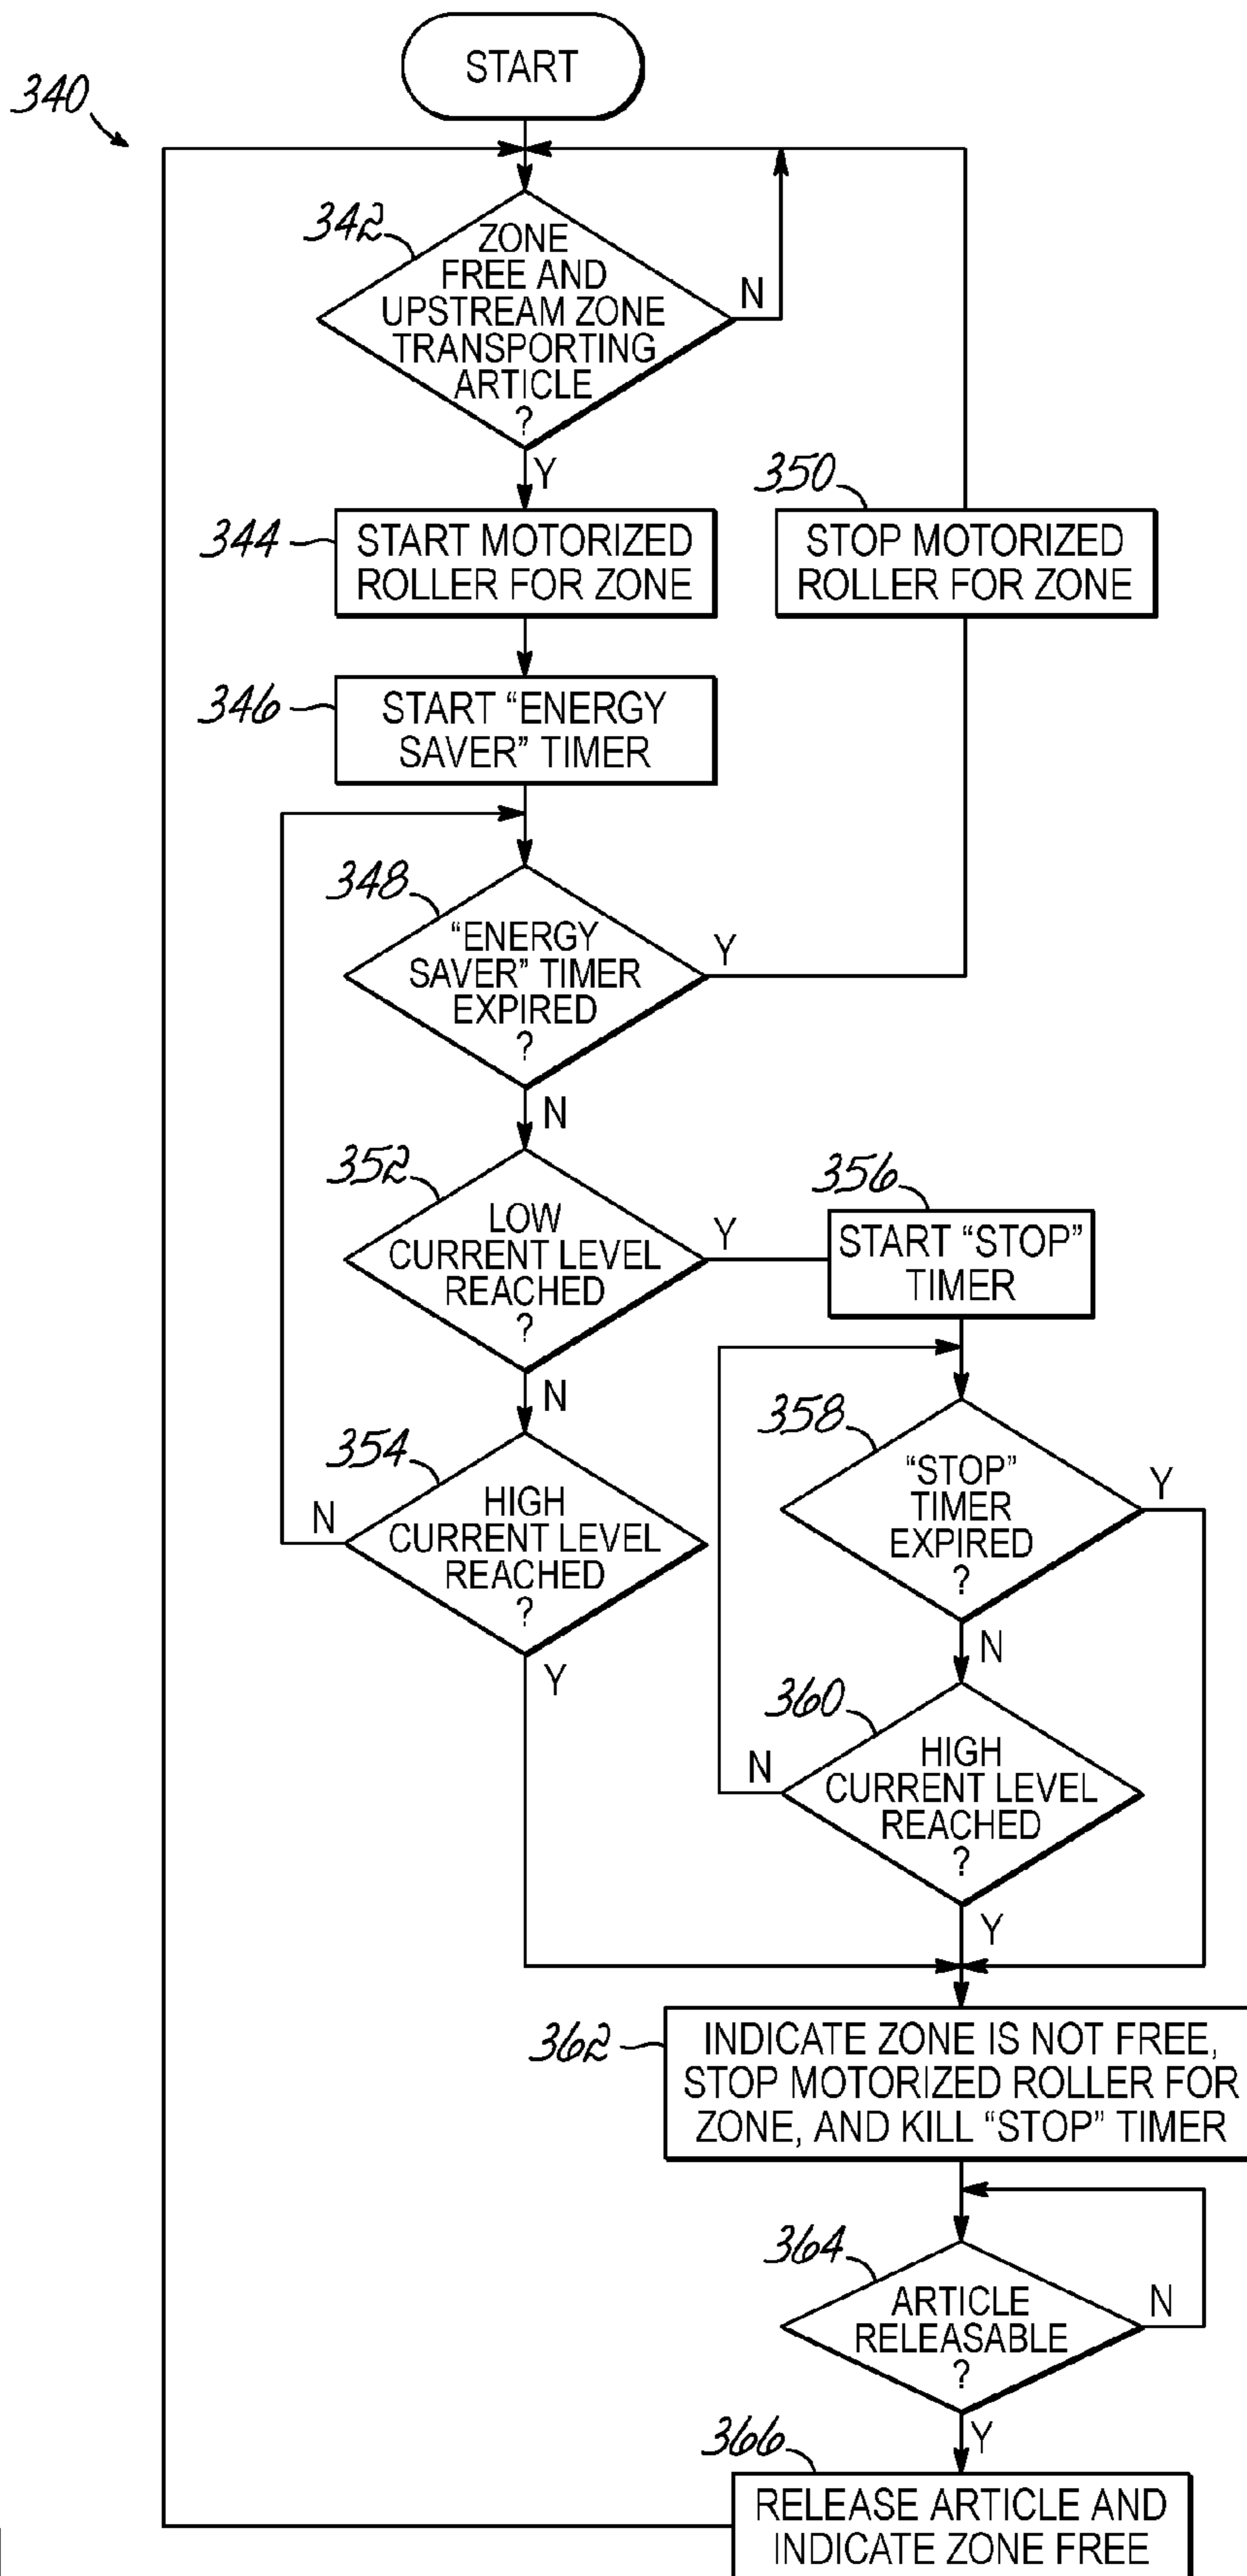 START
340
342
ZONE
FREE AND
UPSTREAM ZONE
TRANSPORTING
ARTICLE
?
N
Y
350
344
START MOTORIZED
ROLLER FOR ZONE
STOP MOTORIZED
ROLLER FOR ZONE
346
START “ENERGY
SAVER” TIMER
348
“ENERGY
SAVER” TIMER
EXPIRED
?
Y
N
352
LOW
CURRENT LEVEL
REACHED
?
Y
N
356
START “STOP”
TIMER
354
HIGH
CURRENT LEVEL
REACHED
?
N
Y
358
“STOP”
TIMER
EXPIRED
?
Y
N
360
HIGH
CURRENT LEVEL
REACHED
?
N
Y
362
INDICATE ZONE IS NOT FREE,
STOP MOTORIZED ROLLER FOR
ZONE, AND KILL “STOP” TIMER
364
ARTICLE
RELEASABLE
?
N
Y
366
RELEASE ARTICLE AND
INDICATE ZONE FREE